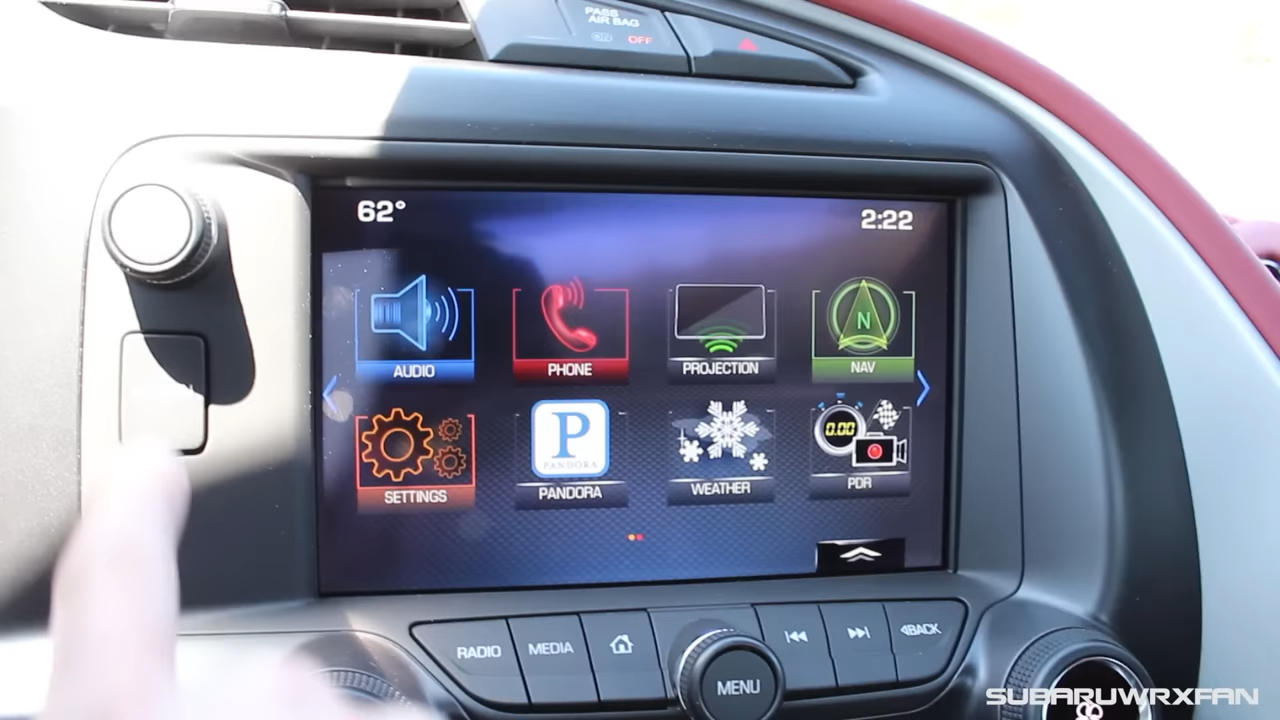 PASS
AIR BAG
ON OFF
62°
2:22
N
AUDIO
PHONE
PROJECTION
NAV
0.00
P
PANDORA
SETTINGS
PANDORA
WEATHER
PDR
RADIO
MEDIA
BACK
MENU
SUBARUWRXFAN